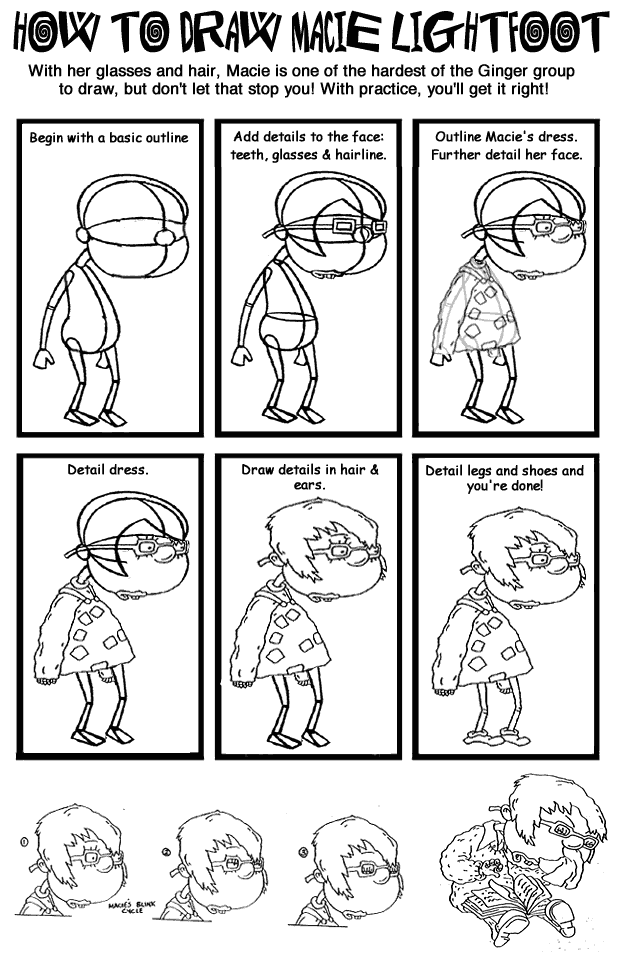 HOW TO DRAW MACIE LIGHTFOOT
With her glasses and hair, Macie is one of the hardest of the Ginger group
to draw, but don't let that stop you! With practice, you'll get it right!
Begin with a basic outline
Add details to the face:
teeth, glasses & hairline.
Outline Macie's dress.
Further detail her face.
Detail dress.
Draw details in hair &
ears.
Detail legs and shoes and
you're done!
1
2
3
MACIE'S BLINK
CYCLE